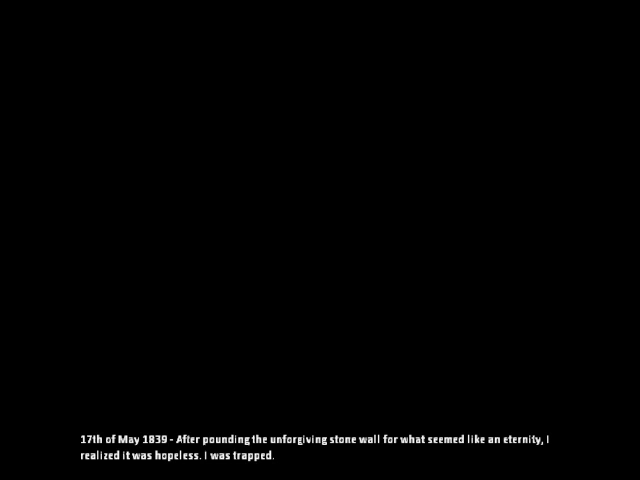 17th of May 1839 - After pounding the unforgiving stone wall for what seemed like an eternity, I
realized it was hopeless. I was trapped.